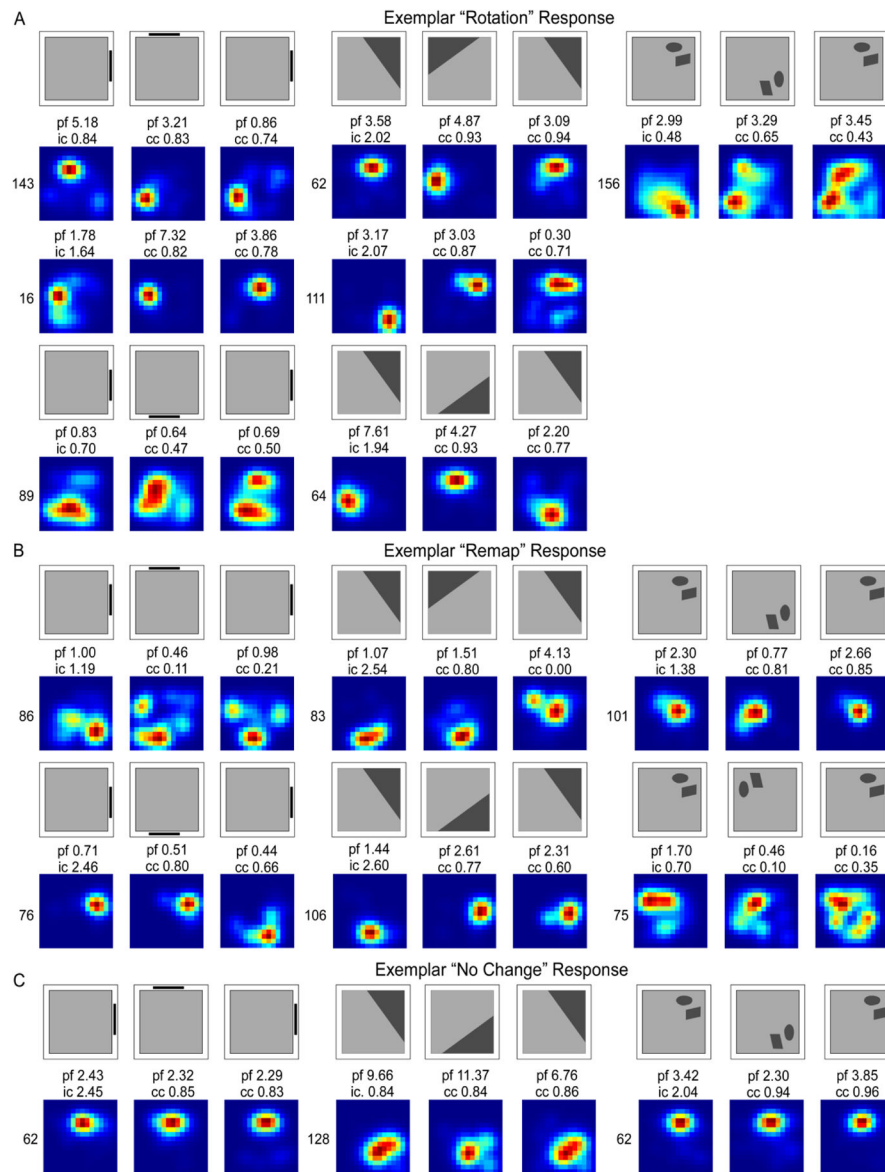 A
Exemplar “Rotation” Response
pf 5.18 pf 3.21 pf 0.86 pf 3.58 pf 4.87 pf 3.09 pf 2.99 pf 3.29 pf 3.45
ic 0.84 cc 0.83 cc 0.74 ic 2.02 cc 0.93 cc 0.94 ic 0.48 cc 0.65 cc 0.43
143 62 156
pf 1.78 pf 7.32 pf 3.86 pf 3.17 pf 3.03 pf 0.30
ic 1.64 cc 0.82 cc 0.78 ic 2.07 cc 0.87 cc 0.71
16 111
pf 0.83 pf 0.64 pf 0.69 pf 7.61 pf 4.27 pf 2.20
ic 0.70 cc 0.47 cc 0.50 ic 1.94 cc 0.93 cc 0.77
89 64
B
Exemplar “Remap” Response
pf 1.00 pf 0.46 pf 0.98 pf 1.07 pf 1.51 pf 4.13 pf 2.30 pf 0.77 pf 2.66
ic 1.19 cc 0.11 cc 0.21 ic 2.54 cc 0.80 cc 0.00 ic 1.38 cc 0.81 cc 0.85
86 83 101
pf 0.71 pf 0.51 pf 0.44 pf 1.44 pf 2.61 pf 2.31 pf 1.70 pf 0.46 pf 0.16
ic 2.46 cc 0.80 cc 0.66 ic 2.60 cc 0.77 cc 0.60 ic 0.70 cc 0.10 cc 0.35
76 106 75
C
Exemplar “No Change” Response
pf 2.43 pf 2.32 pf 2.29 pf 9.66 pf 11.37 pf 6.76 pf 3.42 pf 2.30 pf 3.85
ic 2.45 cc 0.85 cc 0.83 ic. 0.84 cc 0.84 cc 0.86 ic 2.04 cc 0.94 cc 0.96
62 128 62